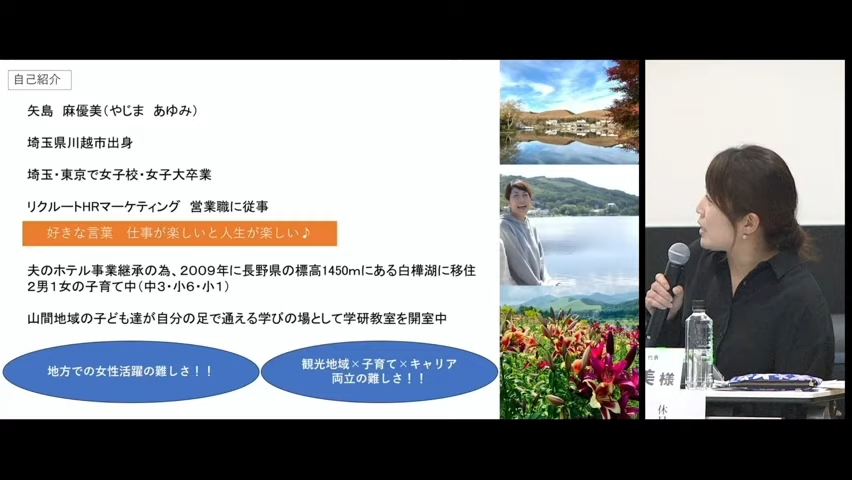 自己紹介
矢島　麻優美(やじま　あゆみ)
埼玉県川越市出身
埼玉・東京で女子校・女子大卒業
リクルートHRマーケティング　営業職に従事
好きな言葉　仕事が楽しいと人生が楽しい♪
夫のホテル事業継承の為、2009年に長野県の標高1450mにある白樺湖に移住
2男1女の子育て中(中3・小6・小1)
山間地域の子ども達が自分の足で通える学びの場として学研教室を開室中
地方での女性活躍の難しさ！！
観光地域×子育て×キャリア
両立の難しさ！！
代表
美様